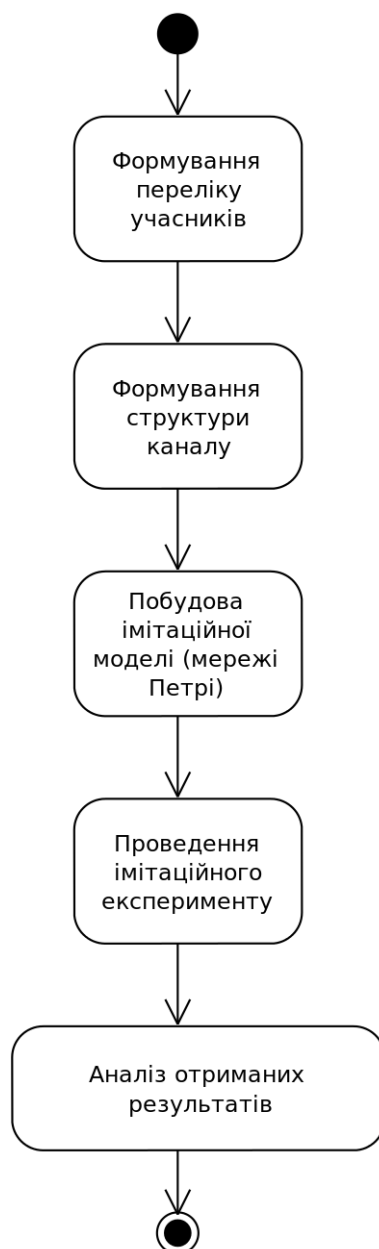 Формування
переліку
учасників
Формування
структури
каналу
Побудова
імітаційної
моделі (мережі
Петрі)
Проведення
імітаційного
експерименту
Аналіз отриманих
результатів